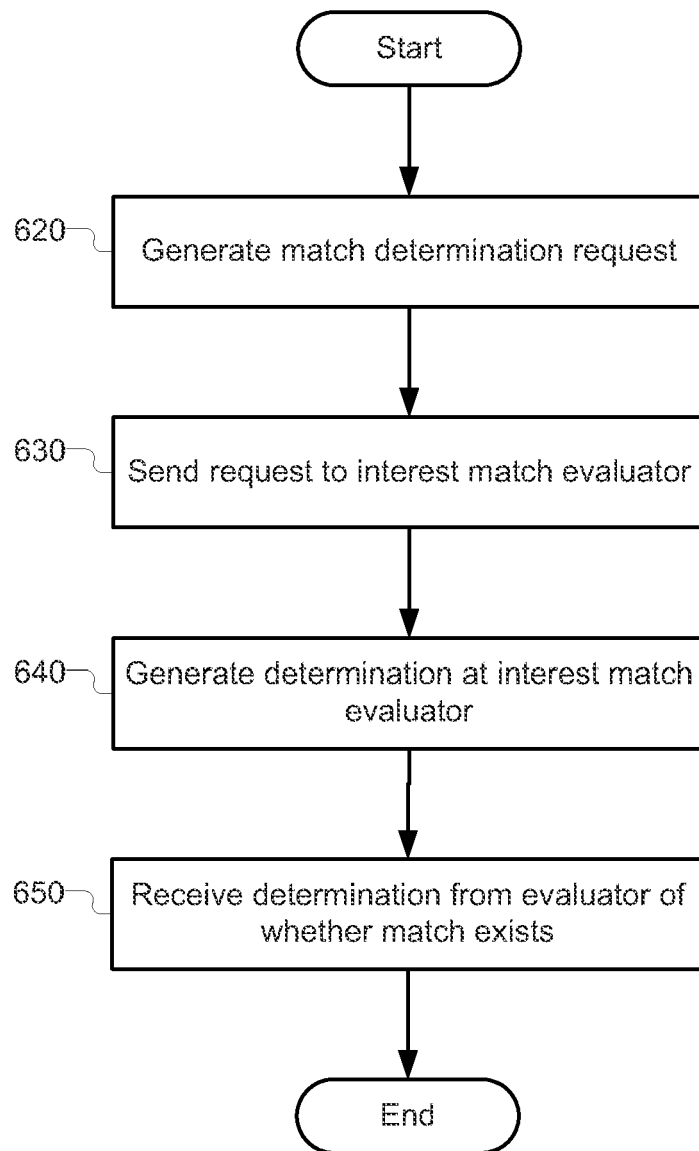 Start
620
Generate match determination request
630
Send request to interest match evaluator
640
Generate determination at interest match
evaluator
650
Receive determination from evaluator of
whether match exists
End